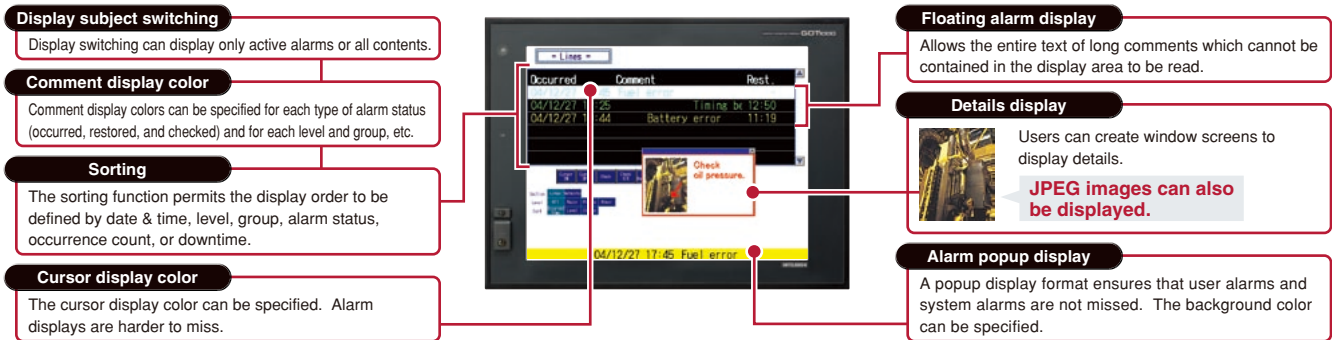 Display subject switching
Display switching can display only active alarms or all contents.
Comment display color
Comment display colors can be specified for each type of alarm status
(occurred, restored, and checked) and for each level and group, etc.
Sorting
The sorting function permits the display order to be
defined by date & time, level, group, alarm status,
occurrence count, or downtime.
Cursor display color
The cursor display color can be specified. Alarm
displays are harder to miss.
GOT1000
= Lines =
Occurred Comment Rest.
Fuel error
04/12/27 :25 Timing be 12:50
04/12/27 :44 Battery error 11:19
Check
oil pressure.
04/12/27 17:45 Fuel error
MITSUBISHI
Floating alarm display
Allows the entire text of long comments which cannot be
contained in the display area to be read.
Details display
Users can create window screens to
display details.
JPEG images can also
be displayed.
Alarm popup display
A popup display format ensures that user alarms and
system alarms are not missed. The background color
can be specified.